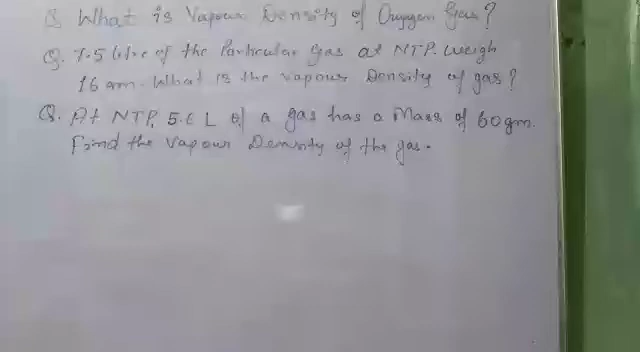 Q. What is Vapour Density of Oxygen Gas?
Q. 7.5 litre of the Particular gas at NTP. weigh
16 gm. What is the vapour Density of gas?
Q. At NTP, 5.6 L of a gas has a Mass of 60gm.
Find the Vapour Density of the gas.